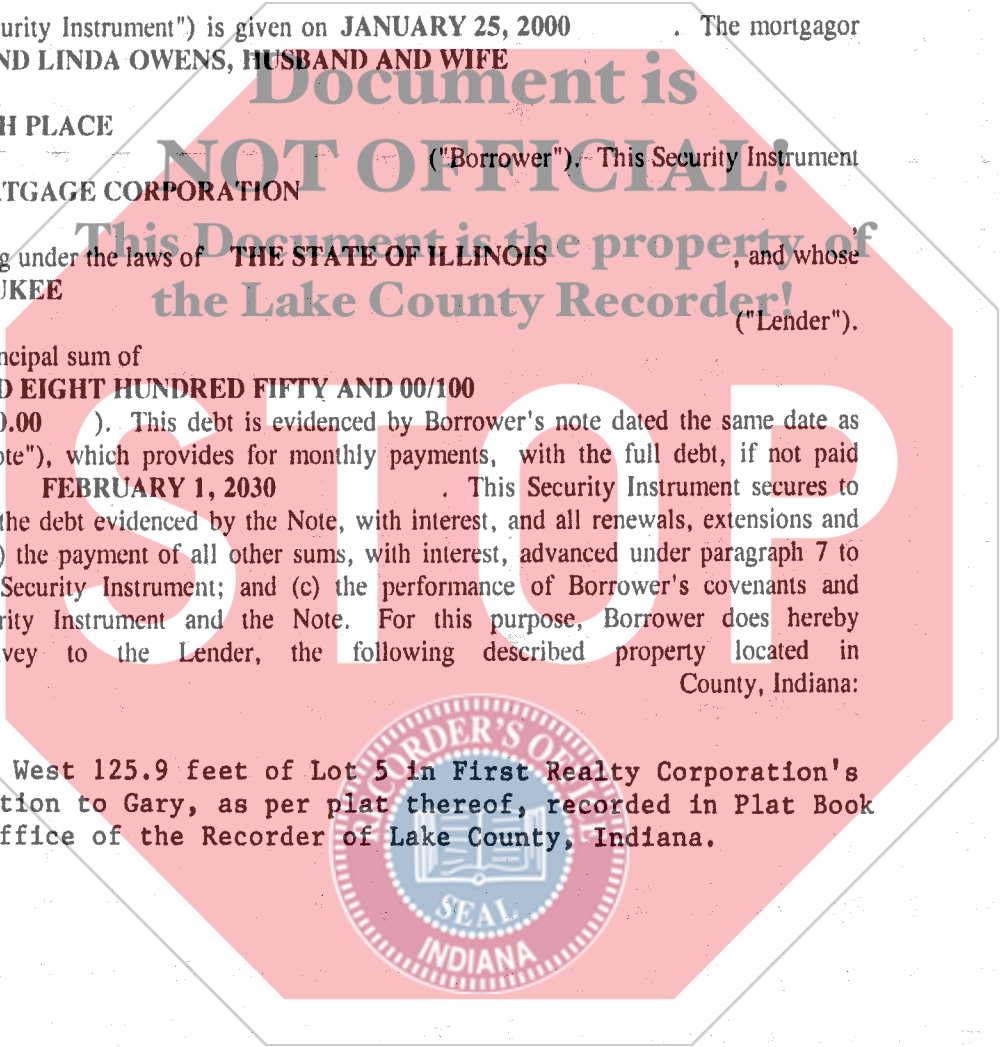 urity Instrument") is given on JANUARY 25, 2000 . The mortgagor
ND LINDA OWENS, HUSBAND AND WIFE
Document is
H PLACE
NOT OFFICIAL!
("Borrower"). This Security Instrument
TGAGE CORPORATION
This Document is the property of
g under the laws of THE STATE OF ILLINOIS , and whose
UKEE
the Lake County Recorder!
("Lender").
ncipal sum of
D EIGHT HUNDRED FIFTY AND 00/100
0.00 ). This debt is evidenced by Borrower's note dated the same date as
ote"), which provides for monthly payments, with the full debt, if not paid
FEBRUARY 1, 2030 . This Security Instrument secures to
the debt evidenced by the Note, with interest, and all renewals, extensions and
) the payment of all other sums, with interest, advanced under paragraph 7 to
Security Instrument; and (c) the performance of Borrower's covenants and
rity Instrument and the Note. For this purpose, Borrower does hereby
vey to the Lender, the following described property located in
County, Indiana:
STOP
West 125.9 feet of Lot 5 in First Realty Corporation's
tion to Gary, as per plat thereof, recorded in Plat Book
ffice of the Recorder of Lake County, Indiana.
RECORDER'S OFFICE
SEAL
INDIANA